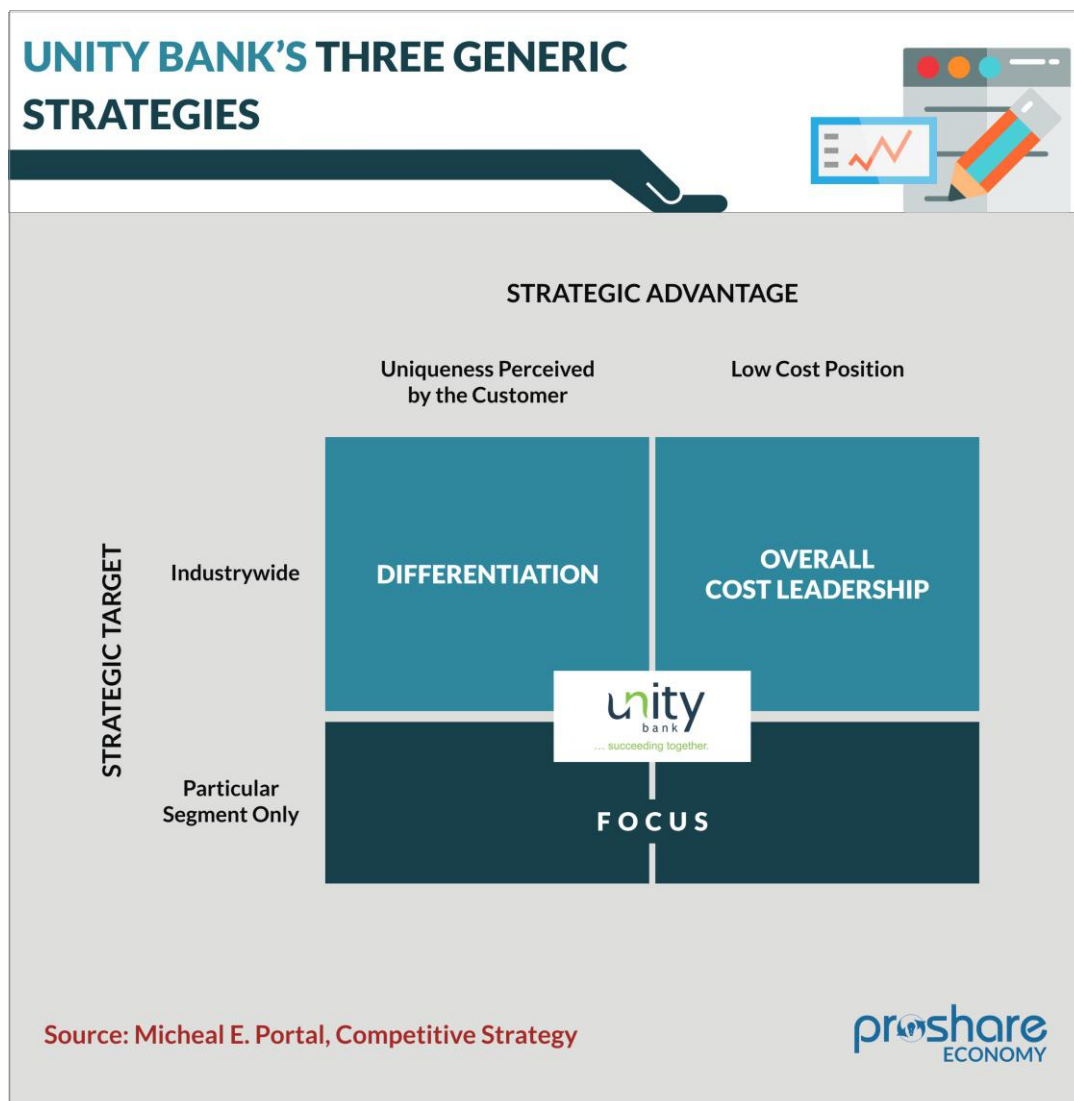 UNITY BANK’S THREE GENERIC
STRATEGIES
STRATEGIC ADVANTAGE
Uniqueness Perceived
by the Customer
Low Cost Position
STRATEGIC TARGET
Industrywide
DIFFERENTIATION
OVERALL
COST LEADERSHIP
unity
bank
... succeeding together.
Particular
Segment Only
FOCUS
Source: Micheal E. Portal, Competitive Strategy
proshare
ECONOMY